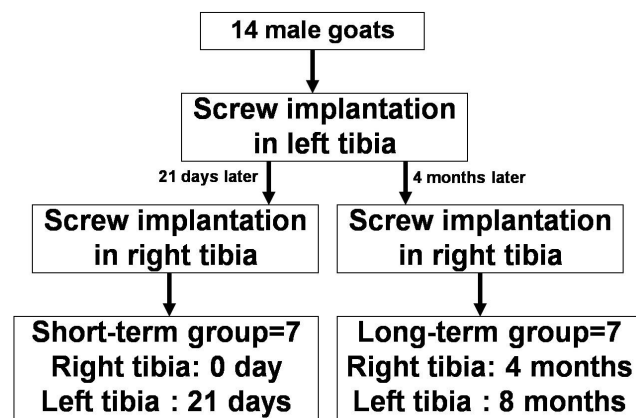 14 male goats
Screw implantation
in left tibia
21 days later
4 months later
Screw implantation
in right tibia
Screw implantation
in right tibia
Short-term group=7
Right tibia: 0 day
Left tibia : 21 days
Long-term group=7
Right tibia: 4 months
Left tibia : 8 months